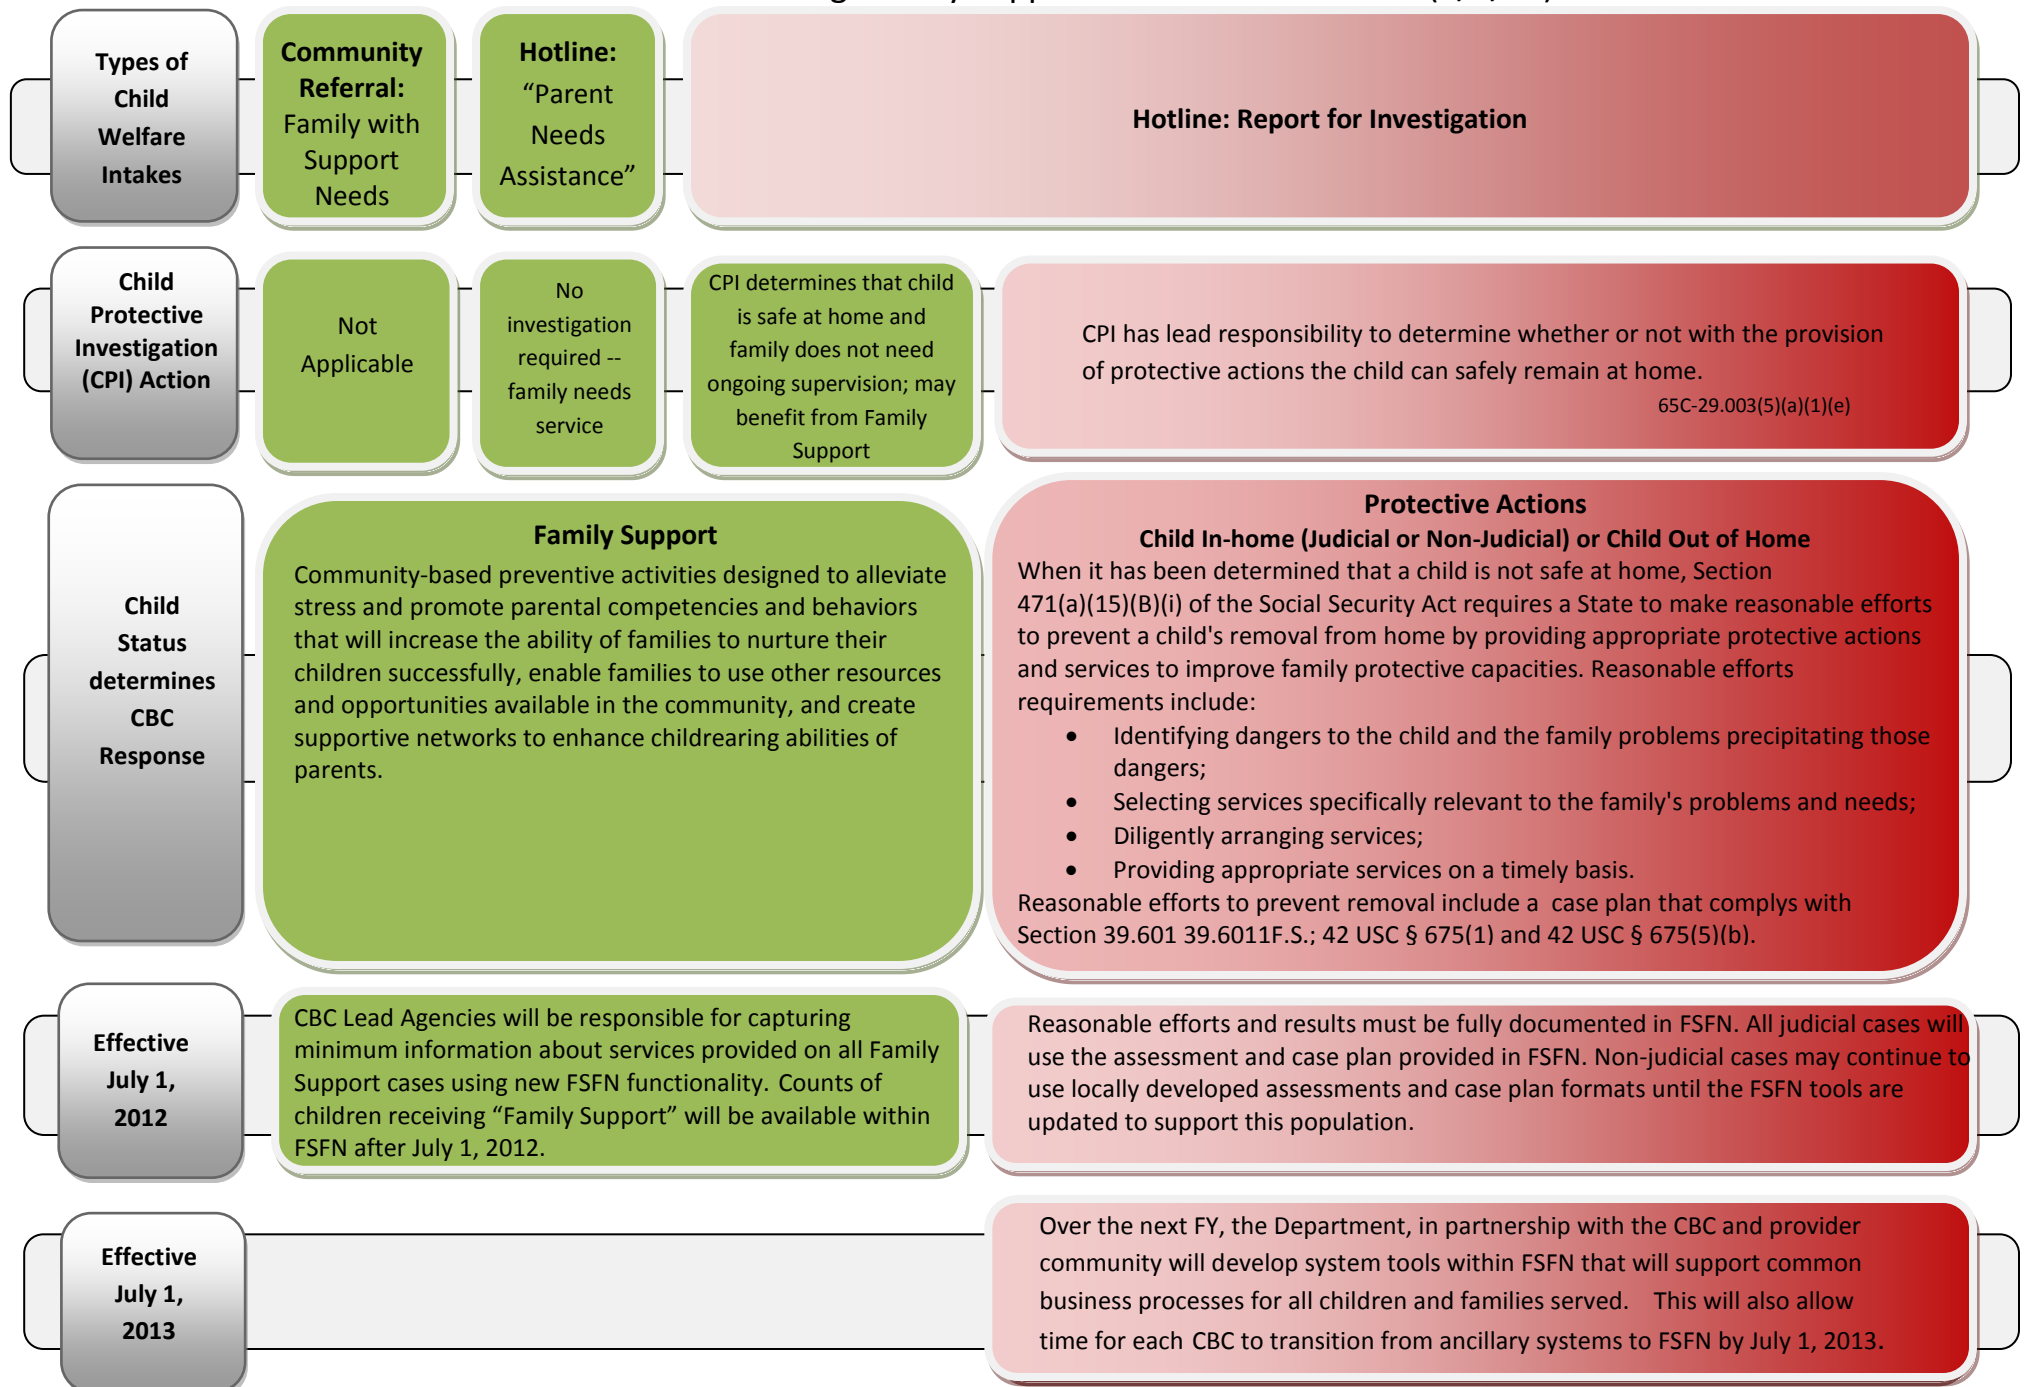 Types of
Child
Welfare
Intakes
Community
Referral:
Family with
Support
Needs
Hotline:
“Parent
Needs
Assistance”
Hotline: Report for Investigation
Child
Protective
Investigation
(CPI) Action
Not
Applicable
No
investigation
required --
family needs
service
CPI determines that child
is safe at home and
family does not need
ongoing supervision; may
benefit from Family
Support
CPI has lead responsibility to determine whether or not with the provision
of protective actions the child can safely remain at home.
65C-29.003(5)(a)(1)(e)
Child
Status
determines
CBC
Response
Family Support
Community-based preventive activities designed to alleviate
stress and promote parental competencies and behaviors
that will increase the ability of families to nurture their
children successfully, enable families to use other resources
and opportunities available in the community, and create
supportive networks to enhance childrearing abilities of
parents.
Protective Actions
Child In-home (Judicial or Non-Judicial) or Child Out of Home
When it has been determined that a child is not safe at home, Section
471(a)(15)(B)(i) of the Social Security Act requires a State to make reasonable efforts
to prevent a child's removal from home by providing appropriate protective actions
and services to improve family protective capacities. Reasonable efforts
requirements include:
• Identifying dangers to the child and the family problems precipitating those
dangers;
• Selecting services specifically relevant to the family's problems and needs;
• Diligently arranging services;
• Providing appropriate services on a timely basis.
Reasonable efforts to prevent removal include a case plan that complys with
Section 39.601 39.6011F.S.; 42 USC § 675(1) and 42 USC § 675(5)(b).
Effective
July 1,
2012
CBC Lead Agencies will be responsible for capturing
minimum information about services provided on all Family
Support cases using new FSFN functionality. Counts of
children receiving “Family Support” will be available within
FSFN after July 1, 2012.
Reasonable efforts and results must be fully documented in FSFN. All judicial cases will
use the assessment and case plan provided in FSFN. Non-judicial cases may continue to
use locally developed assessments and case plan formats until the FSFN tools are
updated to support this population.
Effective
July 1,
2013
Over the next FY, the Department, in partnership with the CBC and provider
community will develop system tools within FSFN that will support common
business processes for all children and families served. This will also allow
time for each CBC to transition from ancillary systems to FSFN by July 1, 2013.